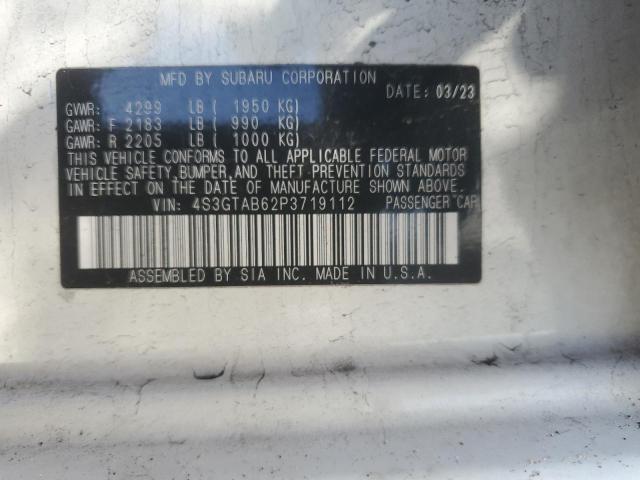 MFD BY SUBARU CORPORATION
DATE: 03/23
GVWR: 4299 LB ( 1950 KG)
GAWR: F 2183 LB ( 990 KG)
GAWR: R 2205 LB ( 1000 KG)
THIS VEHICLE CONFORMS TO ALL APPLICABLE FEDERAL MOTOR
VEHICLE SAFETY, BUMPER, AND THEFT PREVENTION STANDARDS
IN EFFECT ON THE DATE OF MANUFACTURE SHOWN ABOVE.
VIN: 4S3GTAB62P3719112 PASSENGER CAR
ASSEMBLED BY SIA INC. MADE IN U.S.A.